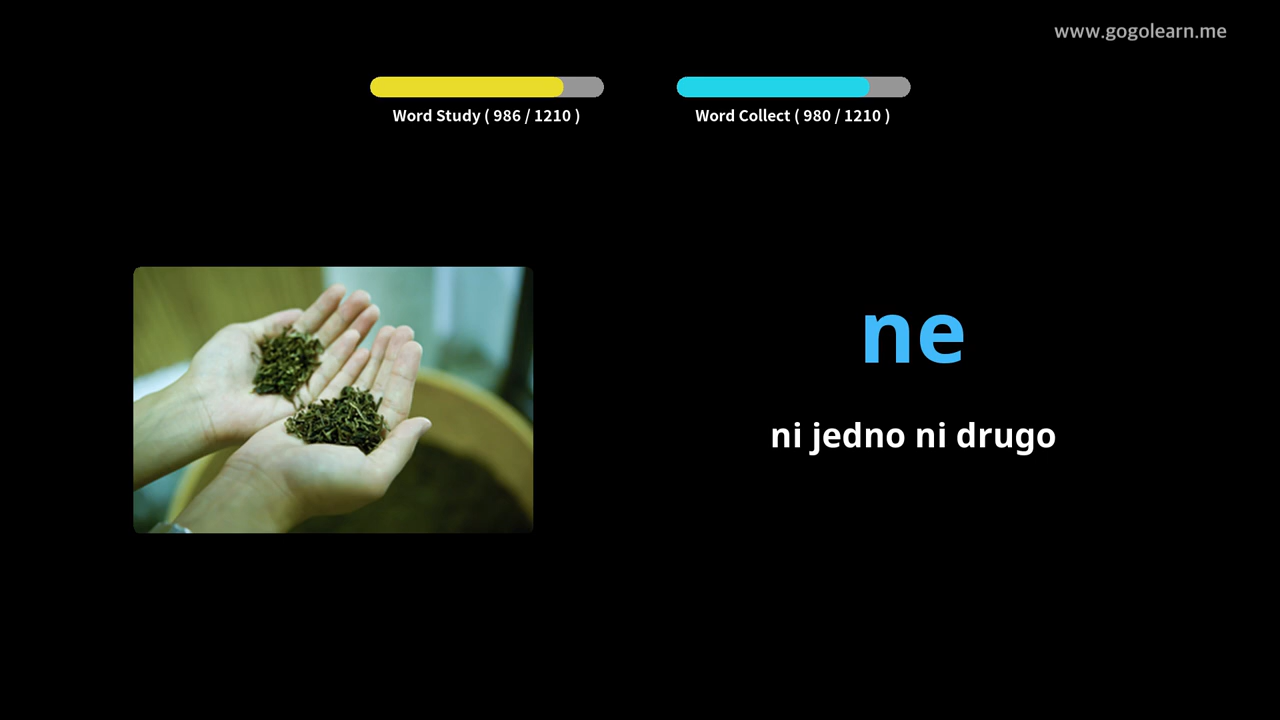 www.gogolearn.me
Word Study ( 986 / 1210 )
Word Collect ( 980 / 1210 )
ne
ni jedno ni drugo